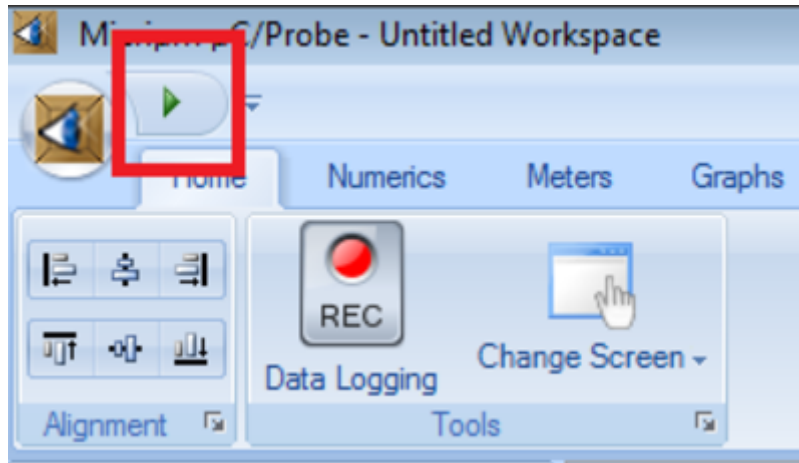 /Probe - Untitled Workspace
Home Numerics Meters Graphs
REC
Data Logging
Change Screen
Alignment Tools